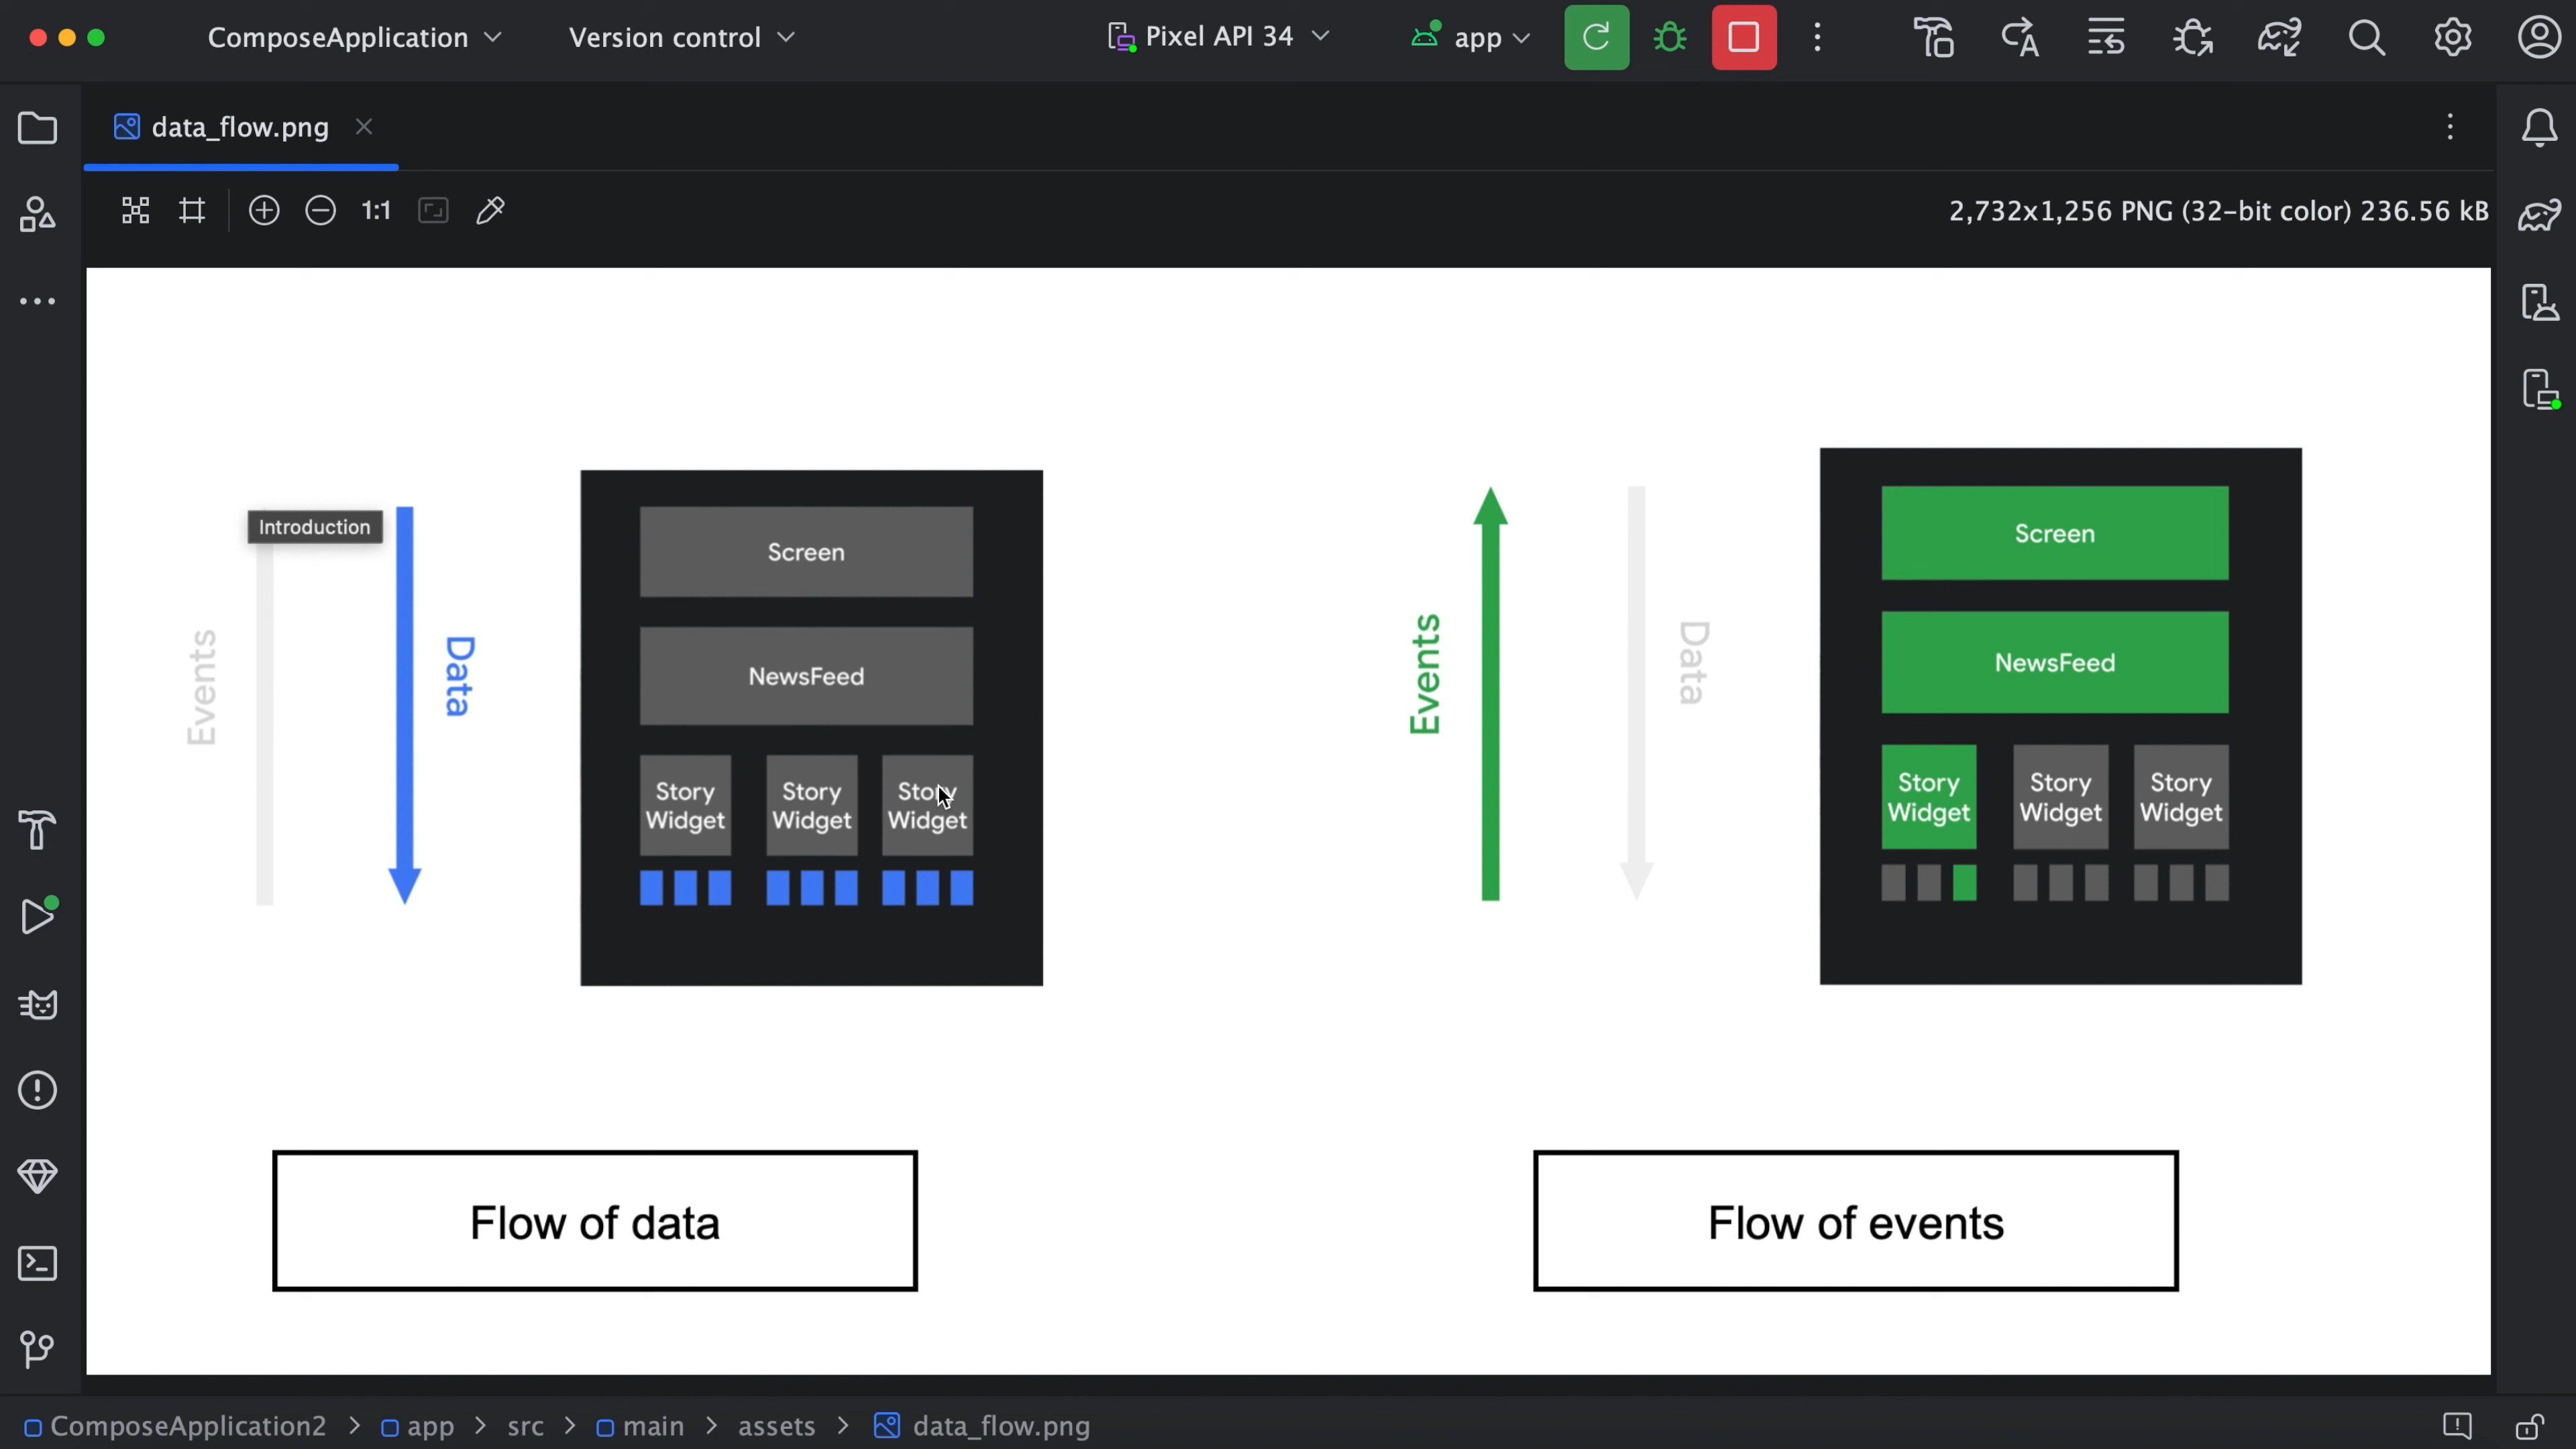 ComposeApplication
Version control
Pixel API 34
app
data_flow.png
1:1
2,732x1,256 PNG (32-bit color) 236.56 kB
Introduction
Events
Data
Screen
NewsFeed
Story Widget
Story Widget
Story Widget
Events
Data
Screen
NewsFeed
Story Widget
Story Widget
Story Widget
Flow of data
Flow of events
ComposeApplication2 > app > src > main > assets > data_flow.png